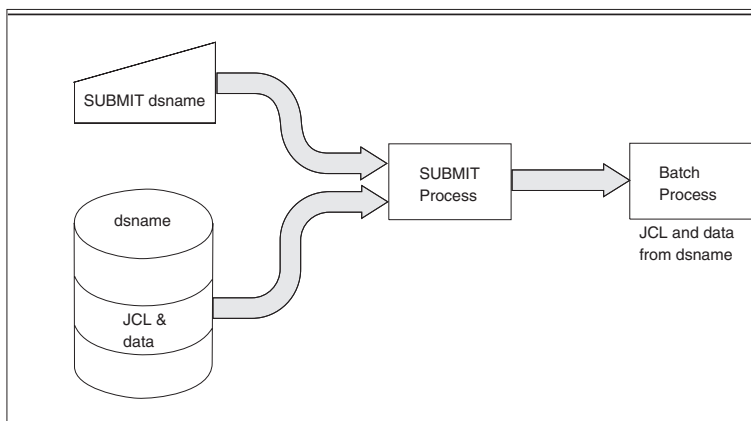 SUBMIT dsname
SUBMIT
Process
Batch
Process
JCL and data
from dsname
dsname
JCL &
data